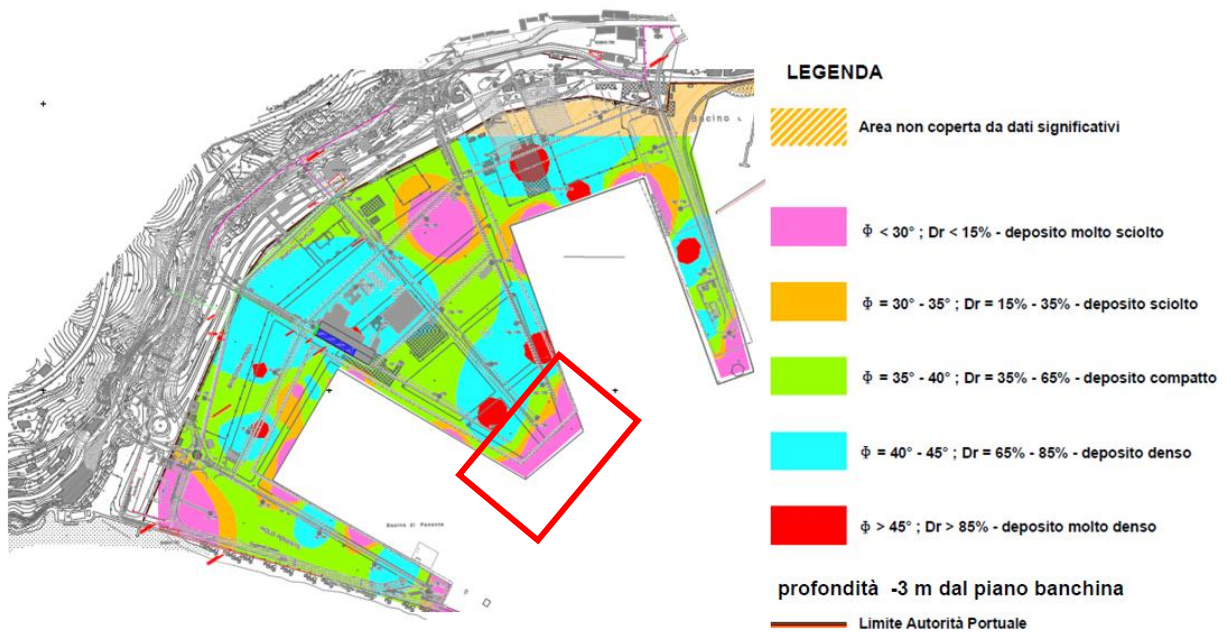 LEGENDA
Area non coperta da dati significativi
Φ < 30° ; Dr < 15% - deposito molto sciolto
Φ = 30° - 35° ; Dr = 15% - 35% - deposito sciolto
Φ = 35° - 40° ; Dr = 35% - 65% - deposito compatto
Φ = 40° - 45° ; Dr = 65% - 85% - deposito denso
Φ > 45° ; Dr > 85% - deposito molto denso
profondità -3 m dal piano banchina
Limite Autorità Portuale
Bacino
Bacino di Ponente